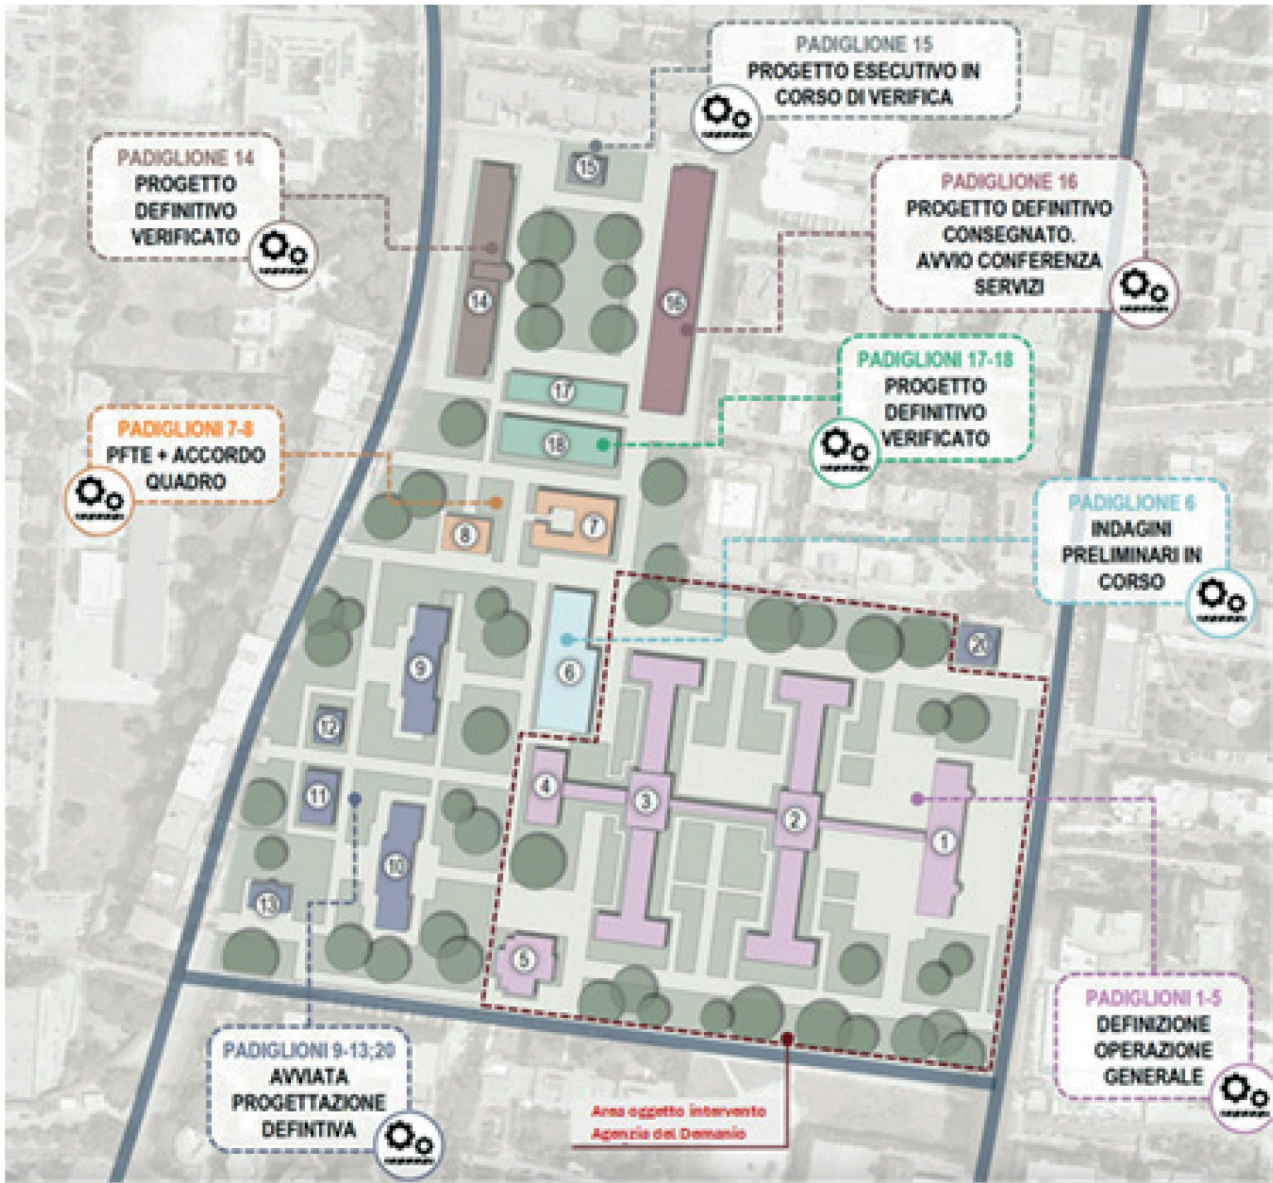 PADIGLIONE 15
PROGETTO ESECUTIVO IN
CORSO DI VERIFICA
PADIGLIONE 14
PROGETTO
DEFINITIVO
VERIFICATO
PADIGLIONE 16
PROGETTO DEFINITIVO
CONSEGNATO.
AVVIO CONFERENZA
SERVIZI
PADIGLIONI 17-18
PROGETTO
DEFINITIVO
VERIFICATO
PADIGLIONI 7-8
PFTE + ACCORDO
QUADRO
PADIGLIONE 6
INDAGINI
PRELIMINARI IN
CORSO
15
14
16
17
18
7
8
6
9
20
12
11
10
13
4
3
2
1
5
PADIGLIONI 1-5
DEFINIZIONE
OPERAZIONE
GENERALE
PADIGLIONI 9-13;20
AVVIATA
PROGETTAZIONE
DEFINTIVA
Area oggetto intervento
Agenzia del Demanio